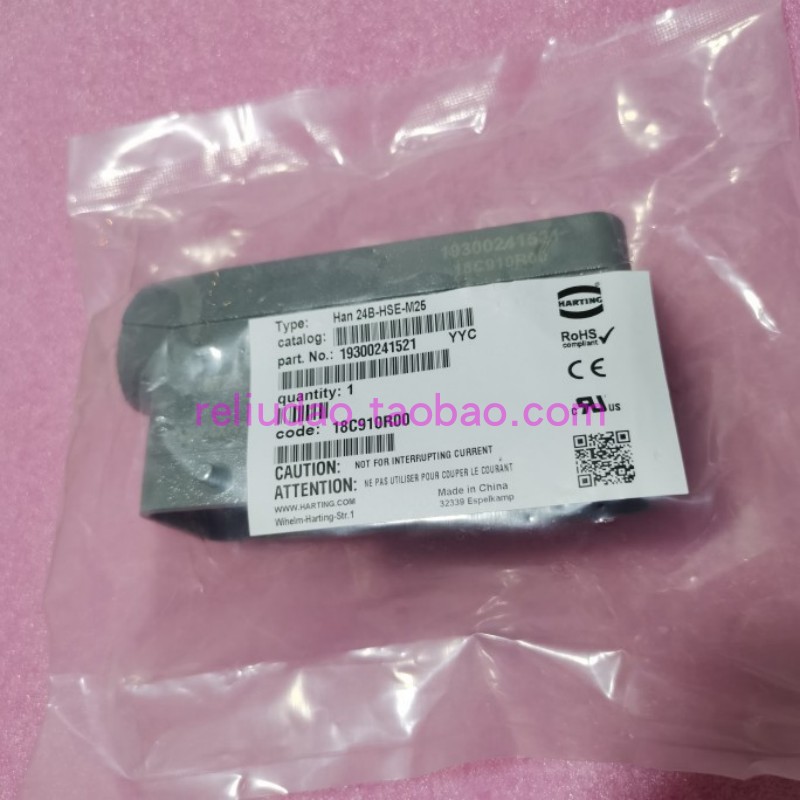 19300241521
18C910R00
Type: Han 24B-HSE-M25
catalog: YYC
part. No.: 19300241521
quantity: 1
code: 18C910R00
CAUTION: NOT FOR INTERRUPTING CURRENT
ATTENTION: NE PAS UTILISER POUR COUPER LE COURANT
WWW.HARTING.COM
Wihelm-Harting-Str.1
Made in China
32339 Espelkamp
HARTING
RoHS
compliant
CE
c RU US
reliudao.taobao.com